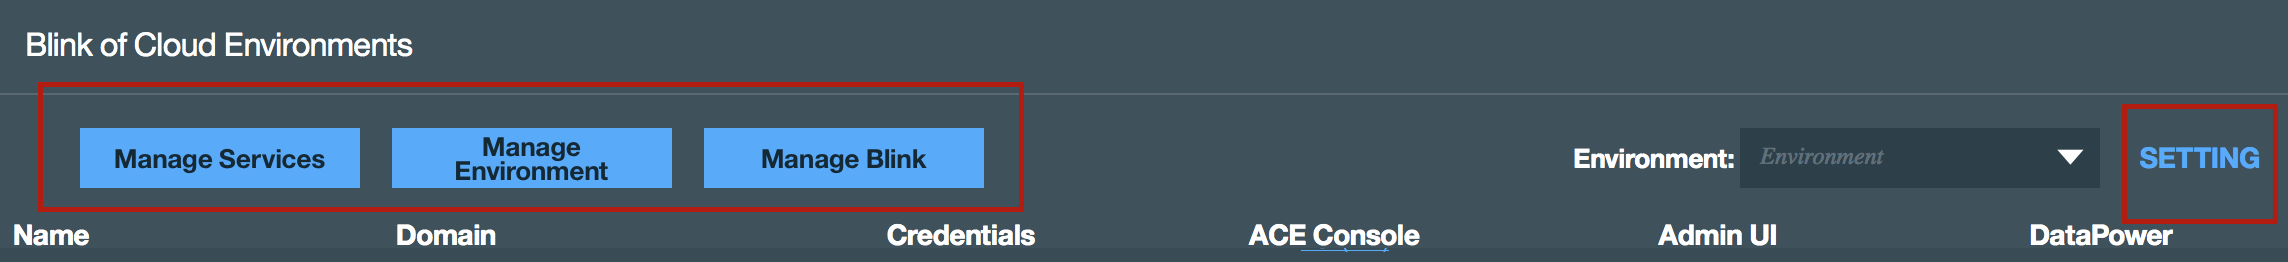 Blink of Cloud Environments
Manage Services
Manage
Environment
Manage Blink
Environment:
Environment
SETTING
Name Domain Credentials ACE Console Admin UI DataPower